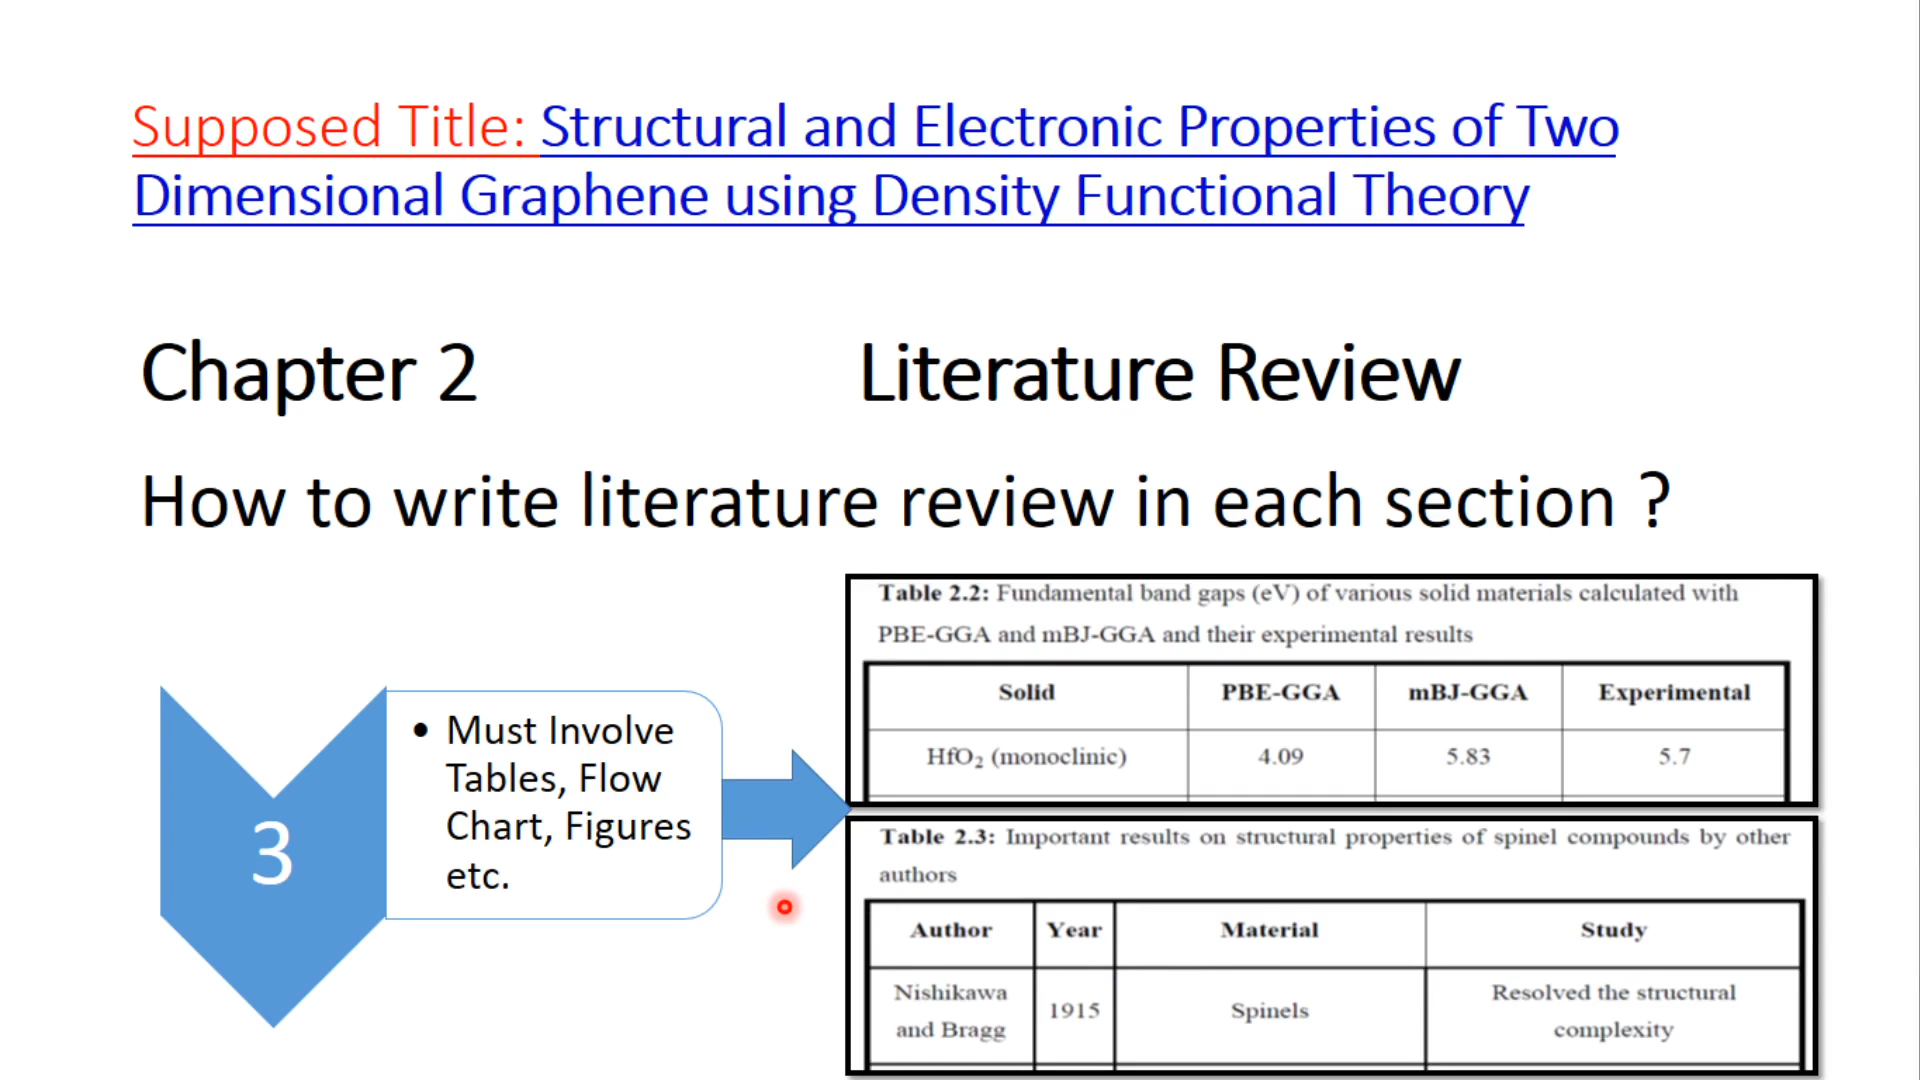 Supposed Title: Structural and Electronic Properties of Two
Dimensional Graphene using Density Functional Theory
Chapter 2 Literature Review
How to write literature review in each section ?
3
• Must Involve
Tables, Flow
Chart, Figures
etc.
Table 2.2: Fundamental band gaps (eV) of various solid materials calculated with
PBE-GGA and mBJ-GGA and their experimental results
Solid PBE-GGA mBJ-GGA Experimental
HfO₂ (monoclinic) 4.09 5.83 5.7
Table 2.3: Important results on structural properties of spinel compounds by other
authors
Author Year Material Study
Nishikawa
and Bragg
1915
Spinels
Resolved the structural
complexity